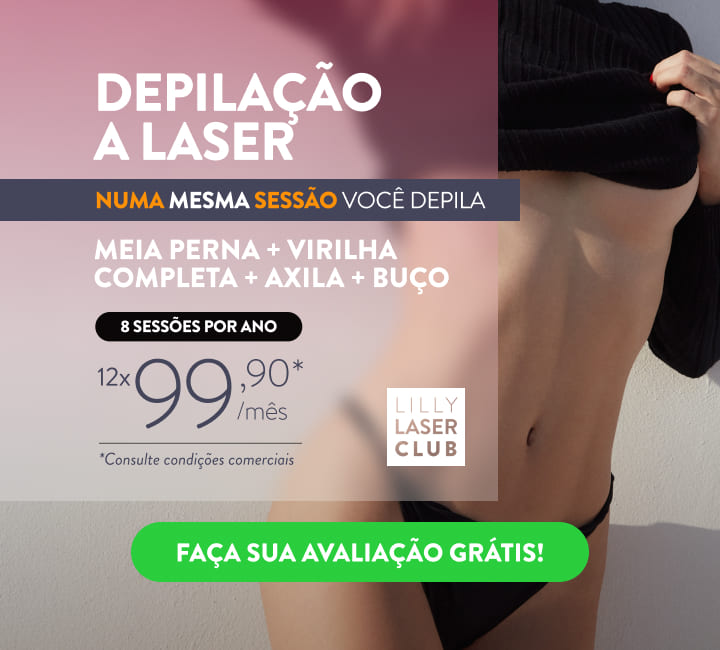 DEPILAÇÃO
A LASER
NUMA MESMA SESSÃO VOCÊ DEPILA
MEIA PERNA + VIRILHA
COMPLETA + AXILA + BUÇO
8 SESSÕES POR ANO
12x 99,90*
/mês
*Consulte condições comerciais
LILLY
LASER
CLUB
FAÇA SUA AVALIAÇÃO GRÁTIS!